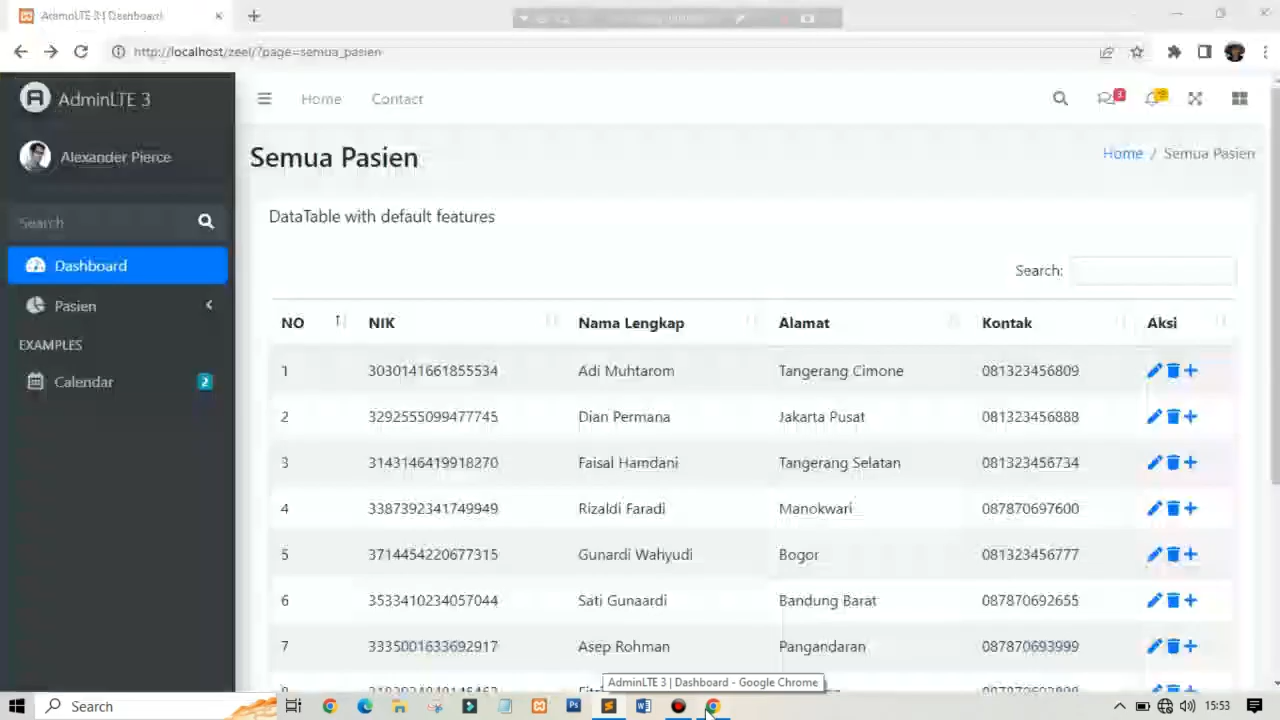 AdminLTE 3 | Dashboard
http://localhost/zeel/?page=semua_pasien
AdminLTE 3
Home
Contact
3
Alexander Pierce
Semua Pasien
Home / Semua Pasien
Search
DataTable with default features
Dashboard
Search:
Pasien
NO NIK Nama Lengkap Alamat Kontak Aksi
EXAMPLES
Calendar 2
1 3030141661855534 Adi Muhtarom Tangerang Cimone 081323456809
2 3292555099477745 Dian Permana Jakarta Pusat 081323456888
3 3143146419918270 Faisal Hamdani Tangerang Selatan 081323456734
4 3387392341749949 Rizaldi Faradi Manokwari 087870697600
5 3714454220677315 Gunardi Wahyudi Bogor 081323456777
6 3533410234057044 Sati Gunaardi Bandung Barat 087870692655
7 3335001633692917 Asep Rohman Pangandaran 087870693999
AdminLTE 3 | Dashboard - Google Chrome
Search
15:53